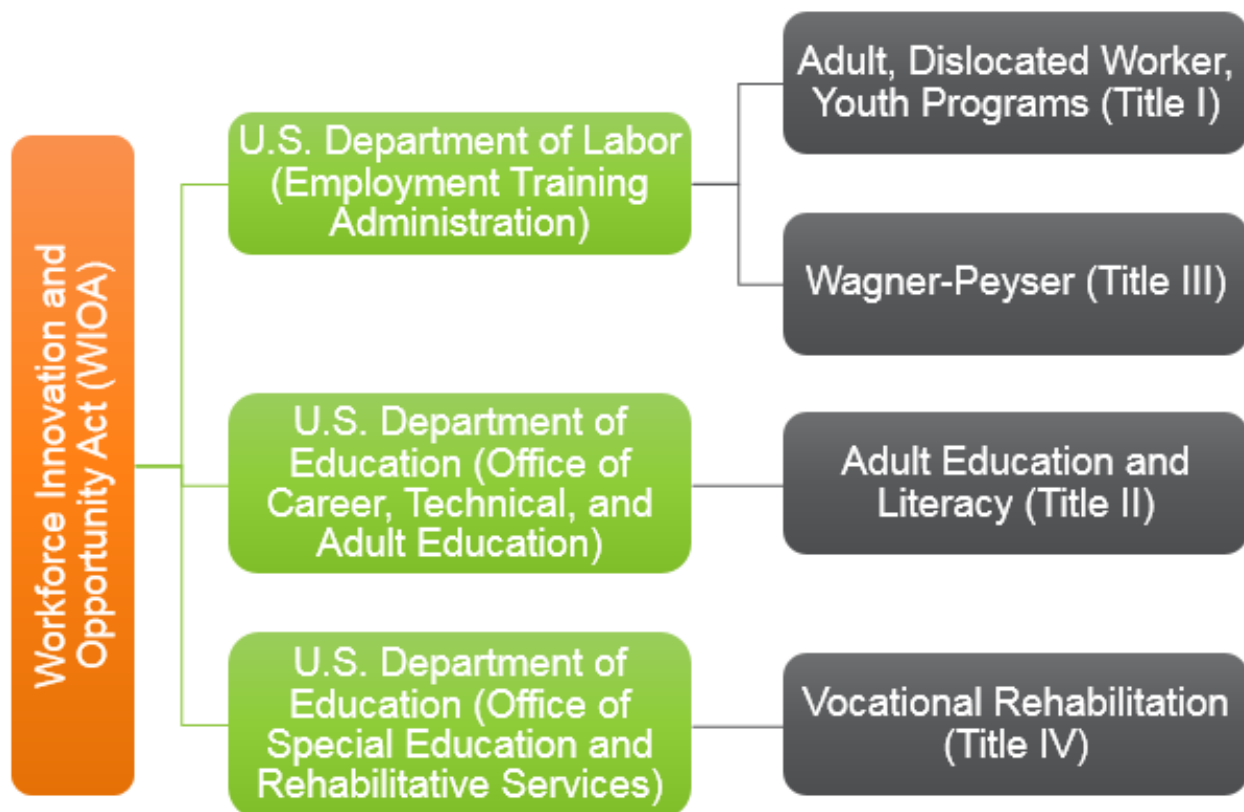 Workforce Innovation and
Opportunity Act (WIOA)
U.S. Department of Labor
(Employment Training
Administration)
Adult, Dislocated Worker,
Youth Programs (Title I)
Wagner-Peyser (Title III)
U.S. Department of
Education (Office of
Career, Technical, and
Adult Education)
Adult Education and
Literacy (Title II)
U.S. Department of
Education (Office of
Special Education and
Rehabilitative Services)
Vocational Rehabilitation
(Title IV)